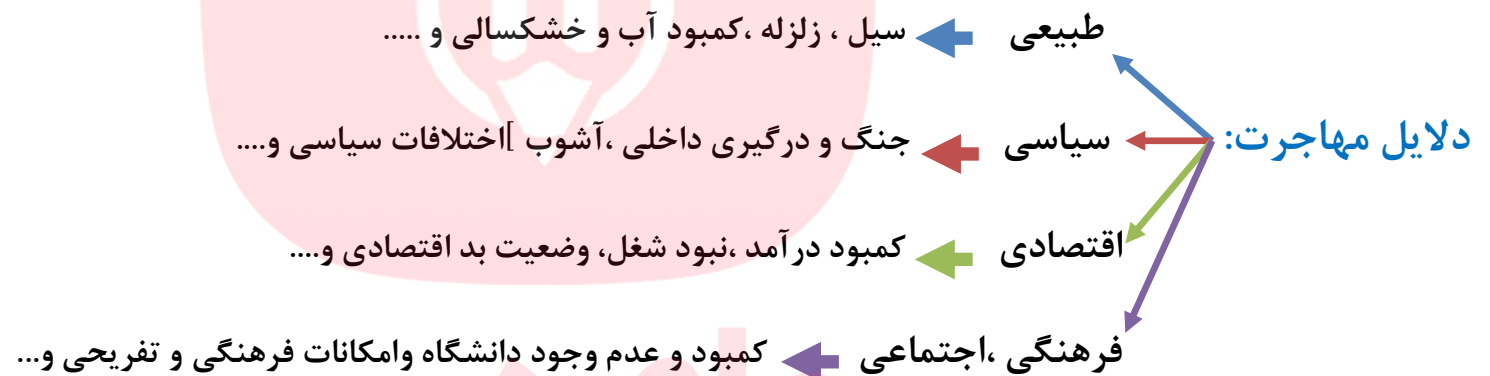 طبیعی سیل ، زلزله ،کمبود آب و خشکسالی و .....
دلایل مهاجرت: سیاسی جنگ و درگیری داخلی ،آشوب ]اختلافات سیاسی و....
اقتصادی کمبود درآمد ،نبود شغل، وضعیت بد اقتصادی و....
فرهنگی ،اجتماعی کمبود و عدم وجود دانشگاه وامکانات فرهنگی و تفریحی و...